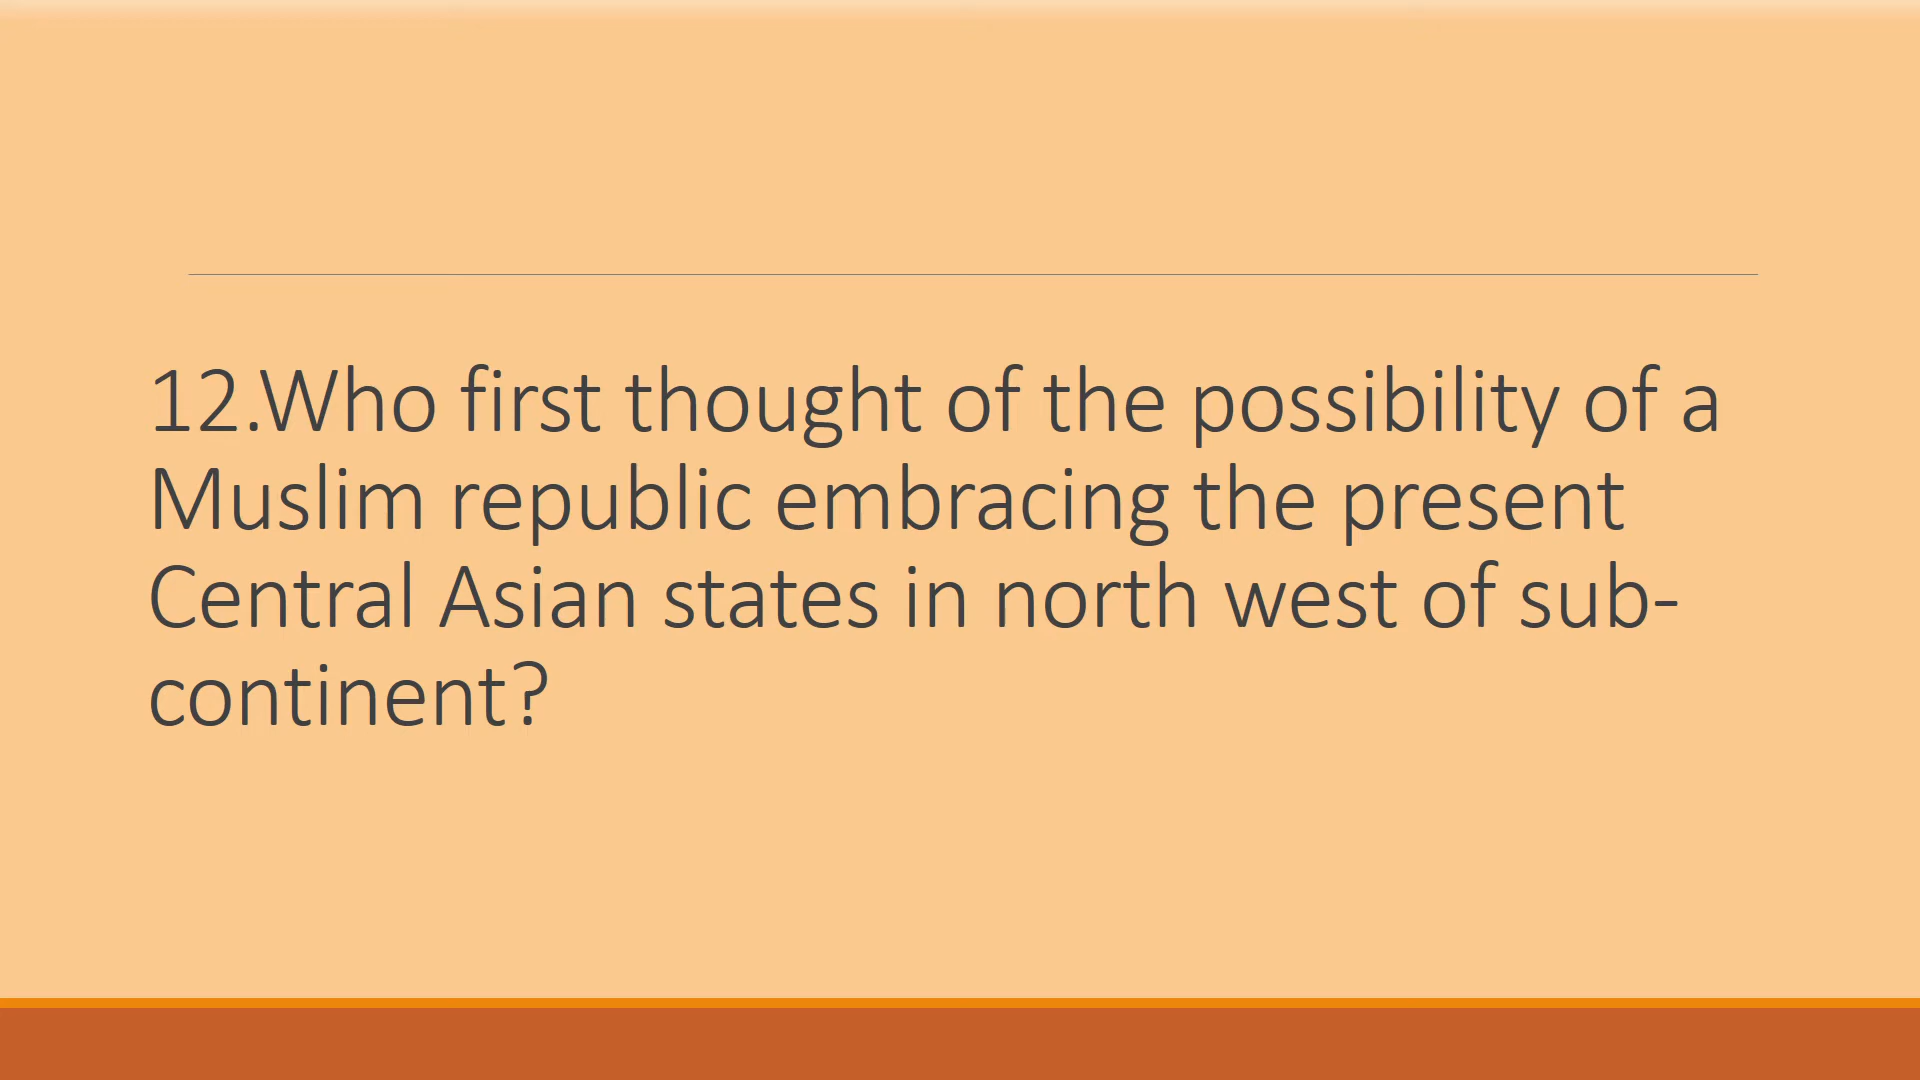 12.Who first thought of the possibility of a
Muslim republic embracing the present
Central Asian states in north west of sub-
continent?